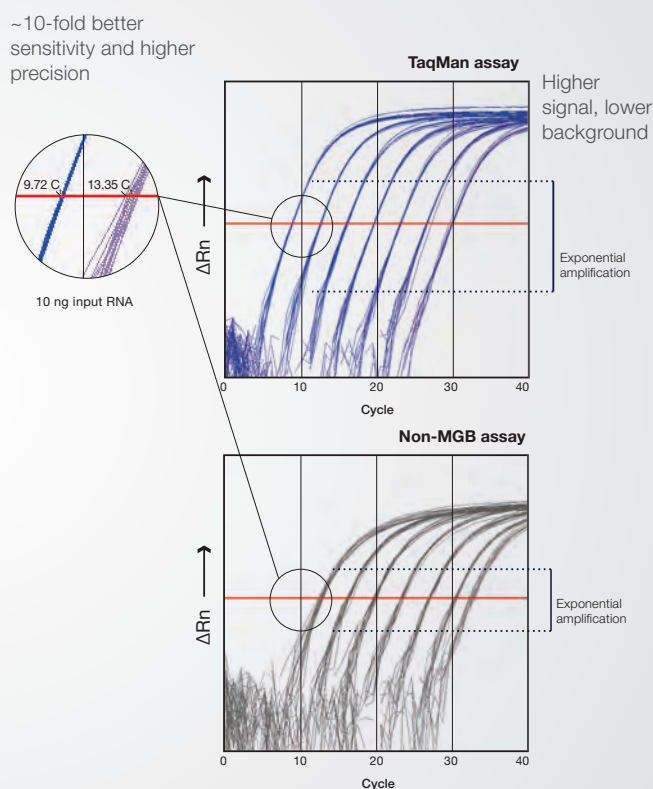 ~10-fold better
sensitivity and higher
precision
TaqMan assay
Higher
signal, lower
background
9.72 C
13.35 C
10 ng input RNA
ΔRn
Exponential
amplification
0 10 20 30 40
Cycle
Non-MGB assay
ΔRn
Exponential
amplification
0 10 20 30 40
Cycle